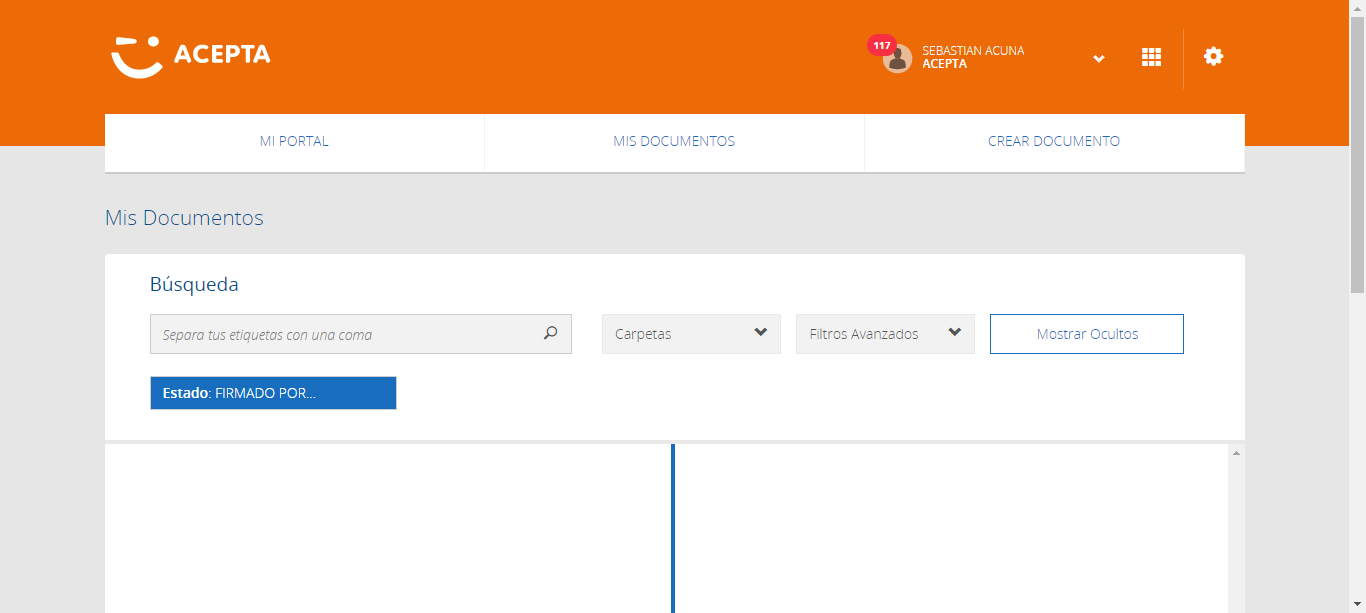 ACEPTA
117
SEBASTIAN ACUNA
ACEPTA
MI PORTAL
MIS DOCUMENTOS
CREAR DOCUMENTO
Mis Documentos
Búsqueda
Separa tus etiquetas con una coma
Carpetas
Filtros Avanzados
Mostrar Ocultos
Estado: FIRMADO POR...